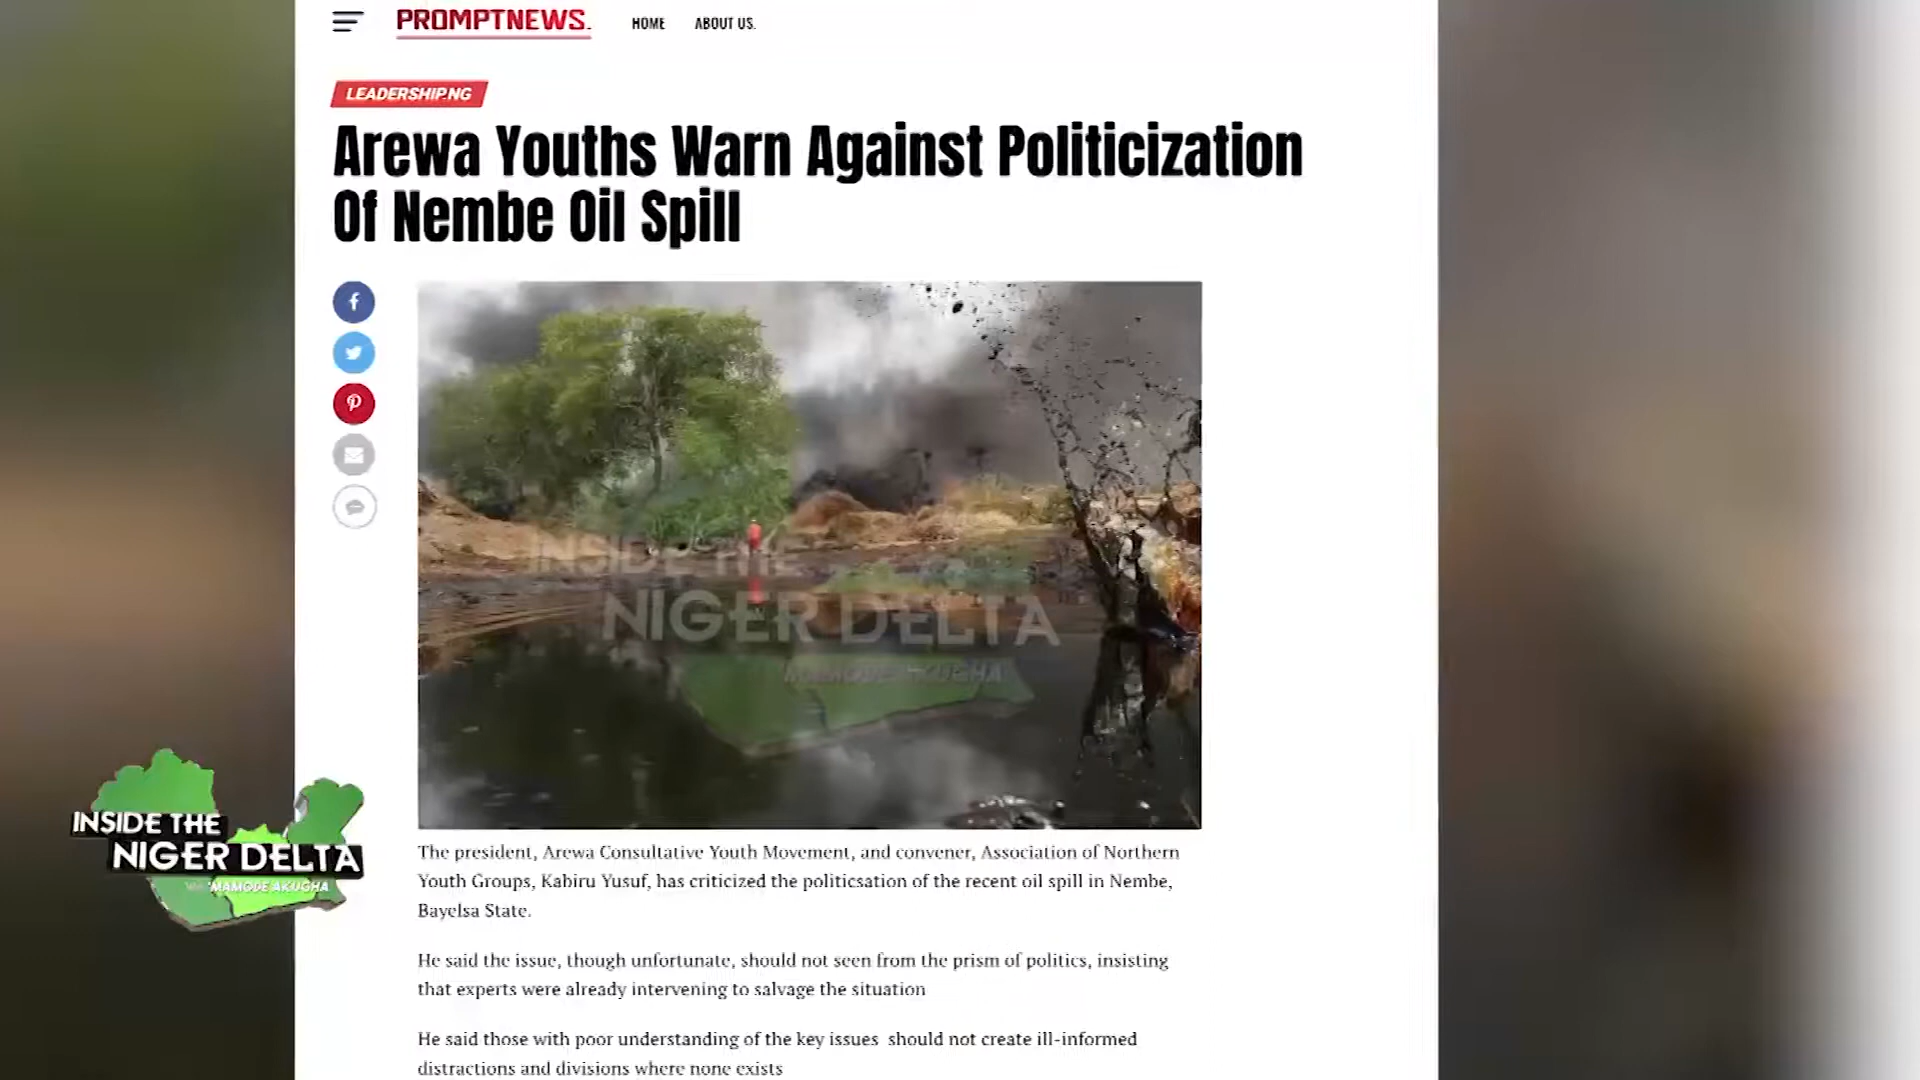 PROMPTNEWS.
HOME
ABOUT US.
LEADERSHIP.NG
Arewa Youths Warn Against Politicization
Of Nembe Oil Spill
INSIDE THE
NIGER DELTA
MAMODE AKUGHA
The president, Arewa Consultative Youth Movement, and convener, Association of Northern
Youth Groups, Kabiru Yusuf, has criticized the politicsation of the recent oil spill in Nembe,
Bayelsa State.
He said the issue, though unfortunate, should not seen from the prism of politics, insisting
that experts were already intervening to salvage the situation
He said those with poor understanding of the key issues should not create ill-informed
distractions and divisions where none exists
INSIDE THE
NIGER DELTA
'MAMODE AKUGHA